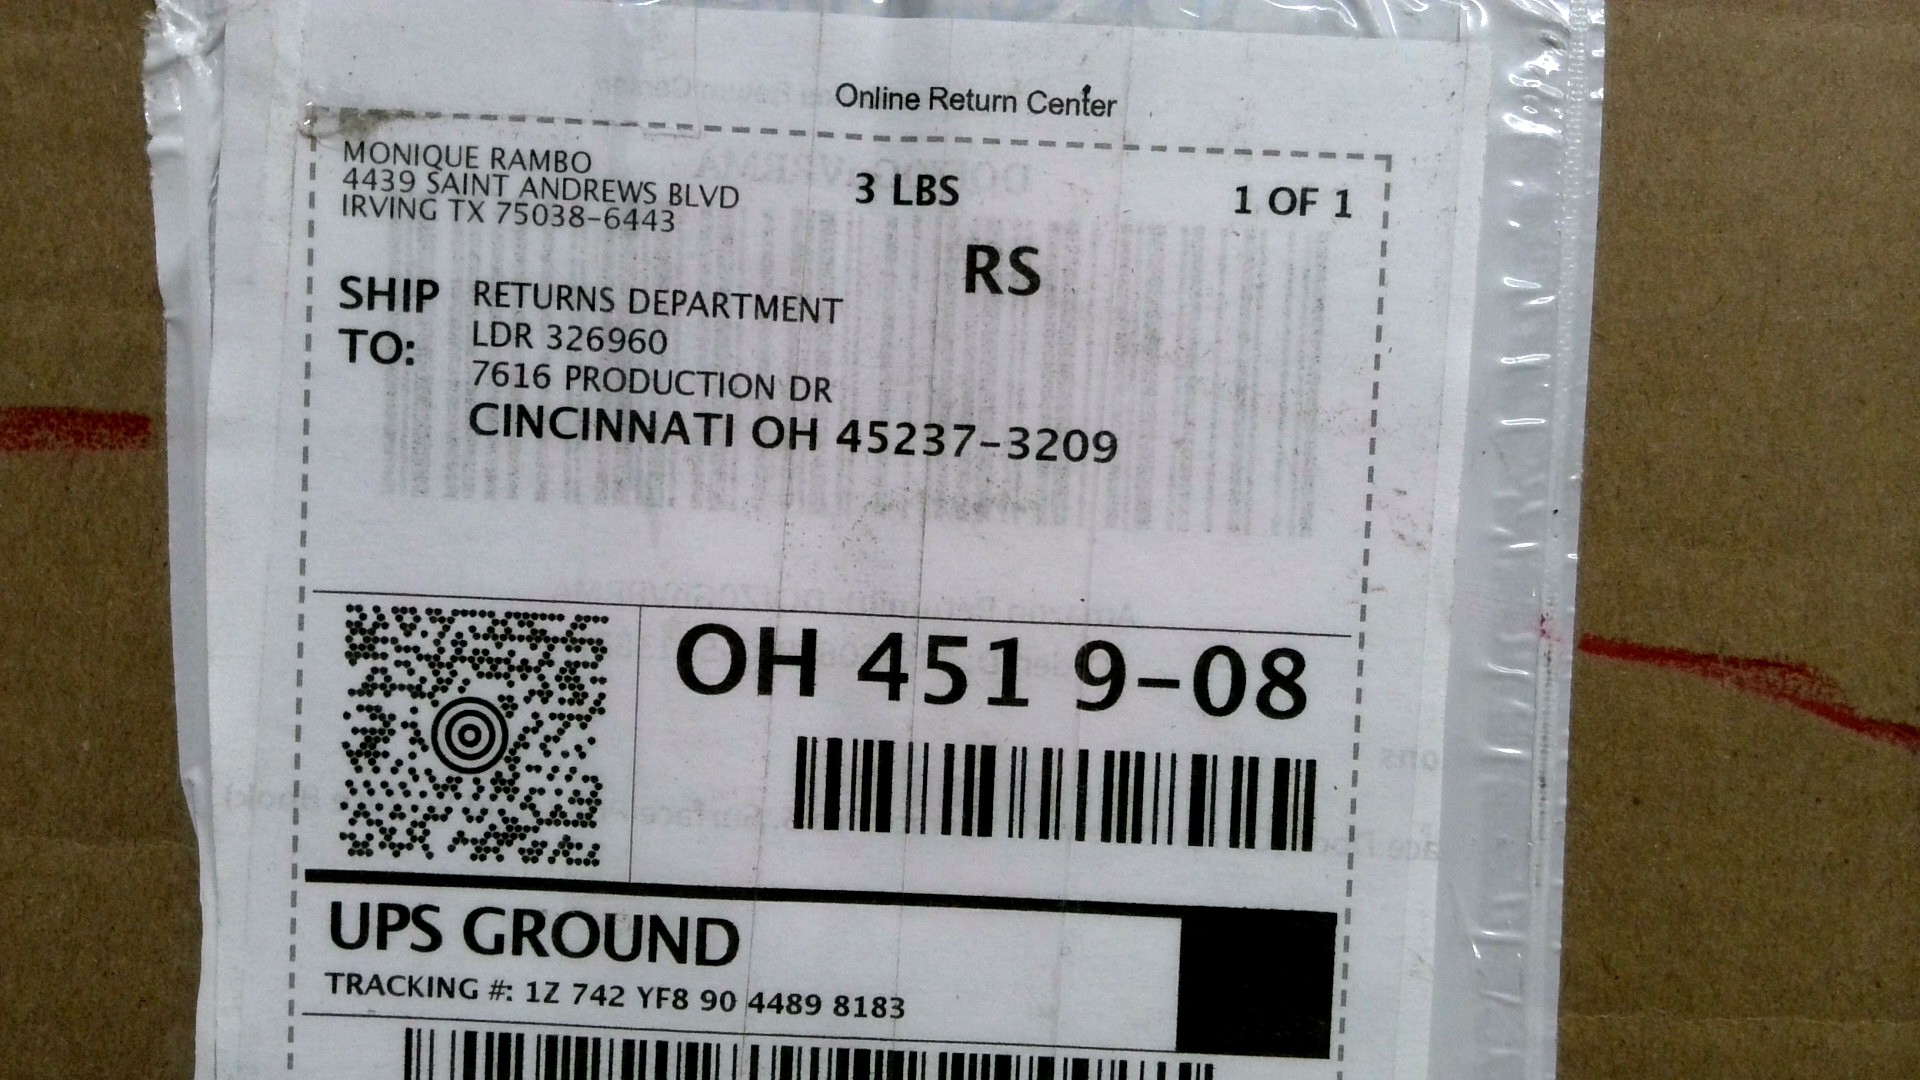 Online Return Center
MONIQUE RAMBO
4439 SAINT ANDREWS BLVD
IRVING TX 75038-6443
3 LBS
1 OF 1
RS
SHIP TO:
RETURNS DEPARTMENT
LDR 326960
7616 PRODUCTION DR
CINCINNATI OH 45237-3209
OH 451 9-08
UPS GROUND
TRACKING #: 1Z 742 YF8 90 4489 8183